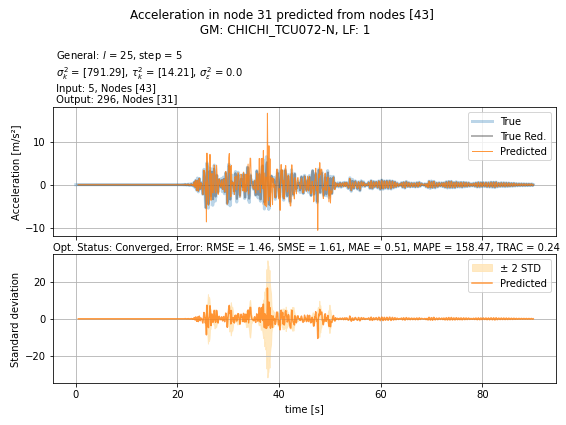 Acceleration in node 31 predicted from nodes [43]
GM: CHICHI_TCU072-N, LF: 1
General: l = 25, step = 5
σ²ₖ = [791.29], τ²ₖ = [14.21], σ²ε = 0.0
Input: 5, Nodes [43]
Output: 296, Nodes [31]
Acceleration [m/s²]
10
0
−10
True
True Red.
Predicted
Opt. Status: Converged, Error: RMSE = 1.46, SMSE = 1.61, MAE = 0.51, MAPE = 158.47, TRAC = 0.24
Standard deviation
20
0
−20
± 2 STD
Predicted
0 20 40 60 80
time [s]